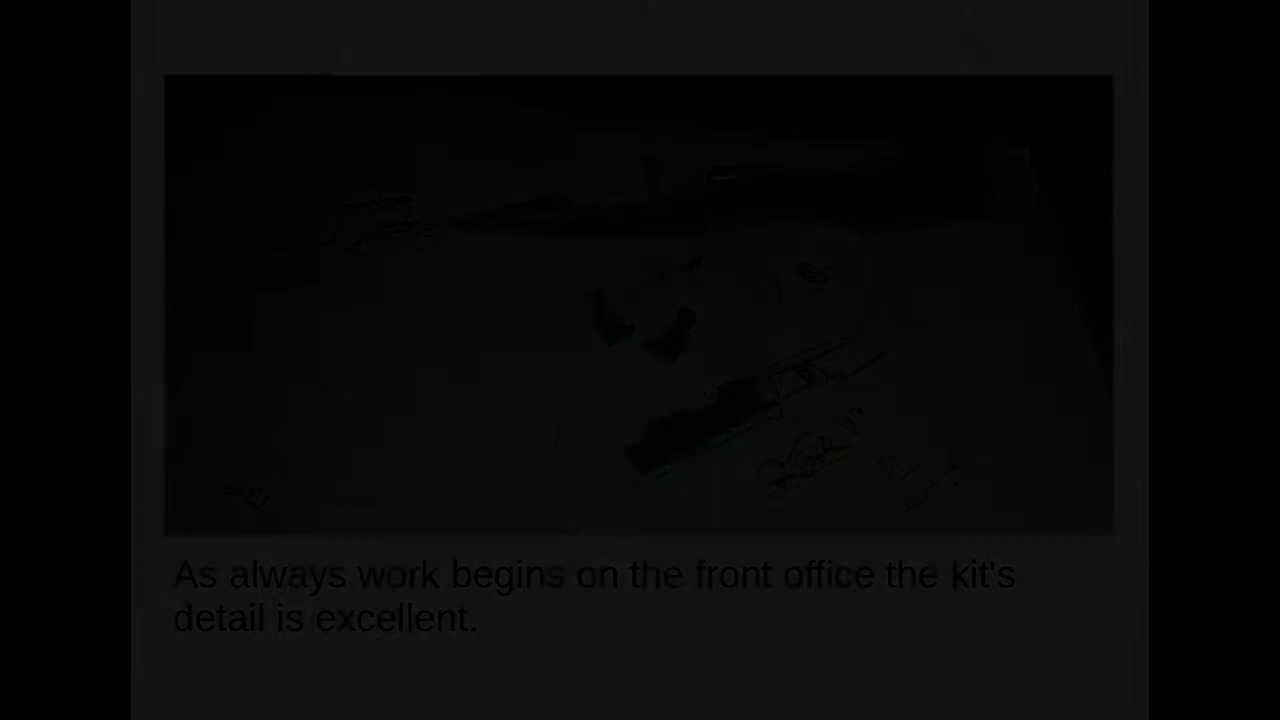 As always work begins on the front office the kit's
detail is excellent.